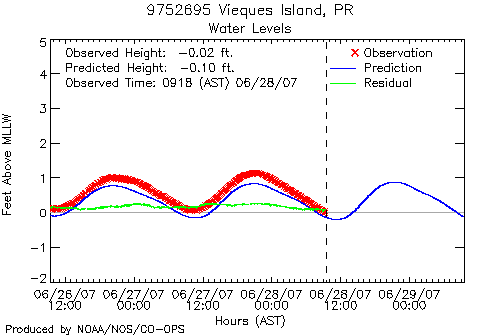 9752695 Vieques Island, PR
Water Levels
Observed Height: −0.02 ft.
Predicted Height: −0.10 ft.
Observed Time: 0918 (AST) 06/28/07
Observation
Prediction
Residual
Feet Above MLLW
5
4
3
2
1
0
−1
−2
06/26/07 06/27/07 06/27/07 06/28/07 06/28/07 06/29/07
12:00 00:00 12:00 00:00 12:00 00:00
Hours (AST)
Produced by NOAA/NOS/CO-OPS